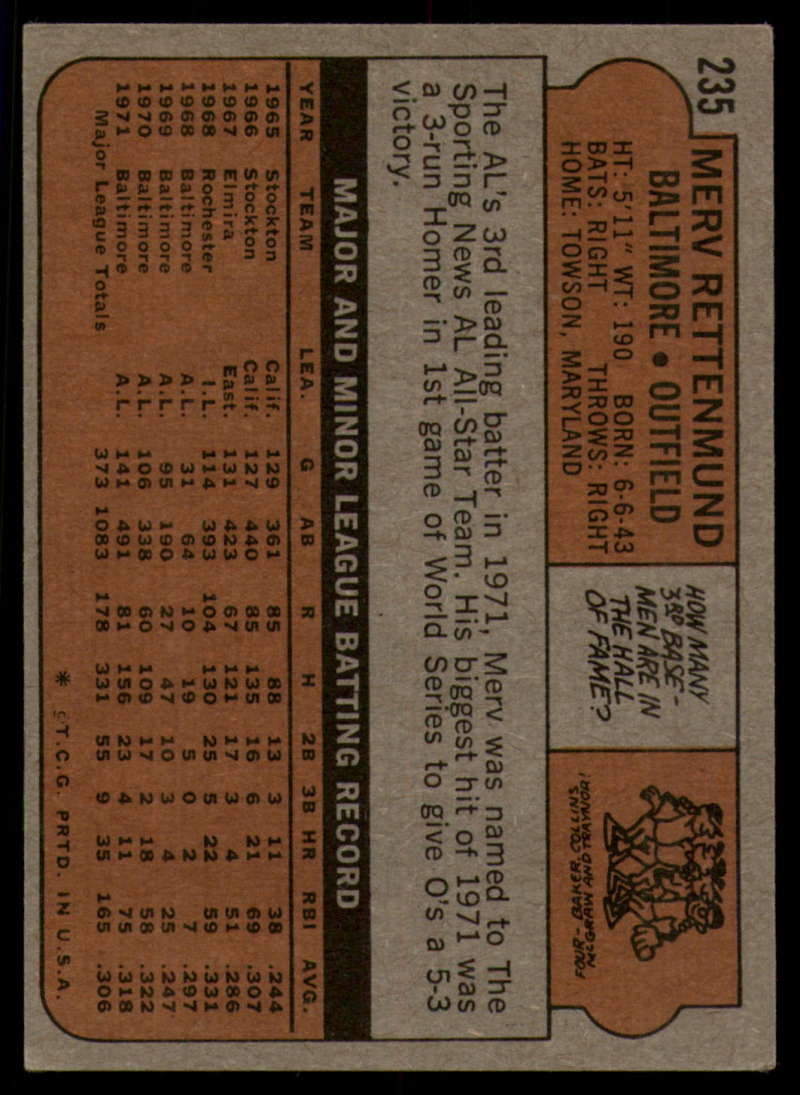 235
MERV RETTENMUND
BALTIMORE • OUTFIELD
HT: 5'11" WT: 190 BORN: 6-6-43
BATS: RIGHT THROWS: RIGHT
HOME: TOWSON, MARYLAND
HOW MANY
3RD BASE-
MEN ARE IN
THE HALL
OF FAME?
FOUR- BAKER, COLLINS,
INGRAM AND TRAYNOR!
The AL's 3rd leading batter in 1971, Merv was named to The
Sporting News AL All-Star Team. His biggest hit of 1971 was
a 3-run Homer in 1st game of World Series to give O's a 5-3
victory.
MAJOR AND MINOR LEAGUE BATTING RECORD
YEAR TEAM LEA. G AB R H 2B 3B HR RBI AVG.
1965 Stockton Calif. 129 361 85 88 13 3 11 38 .244
1966 Stockton Calif. 127 440 85 135 16 6 21 69 .307
1967 Elmira East. 131 423 67 121 17 3 4 51 .286
1968 Rochester I.L. 114 393 104 130 25 5 22 59 .331
1968 Baltimore A.L. 31 64 10 19 5 0 2 7 .297
1969 Baltimore A.L. 95 190 27 47 10 3 4 25 .247
1970 Baltimore A.L. 106 338 60 109 17 2 18 58 .322
1971 Baltimore A.L. 141 491 81 156 23 4 11 75 .318
Major League Totals 373 1083 178 331 55 9 35 165 .306
* ©T.C.G. PRTD. IN U.S.A.